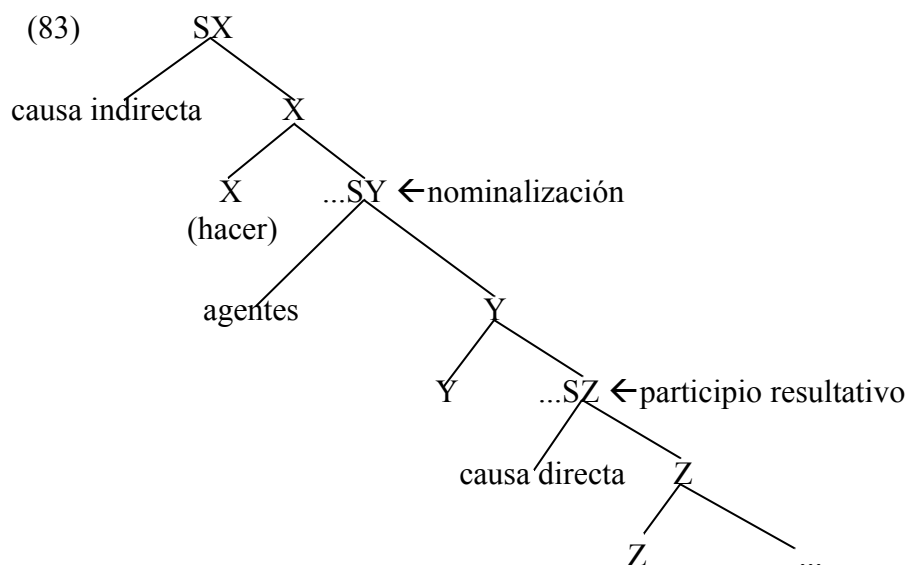 (83) SX
causa indirecta X
X ...SY ←nominalización
(hacer)
agentes Y
Y ...SZ ←participio resultativo
causa directa Z
Z ...